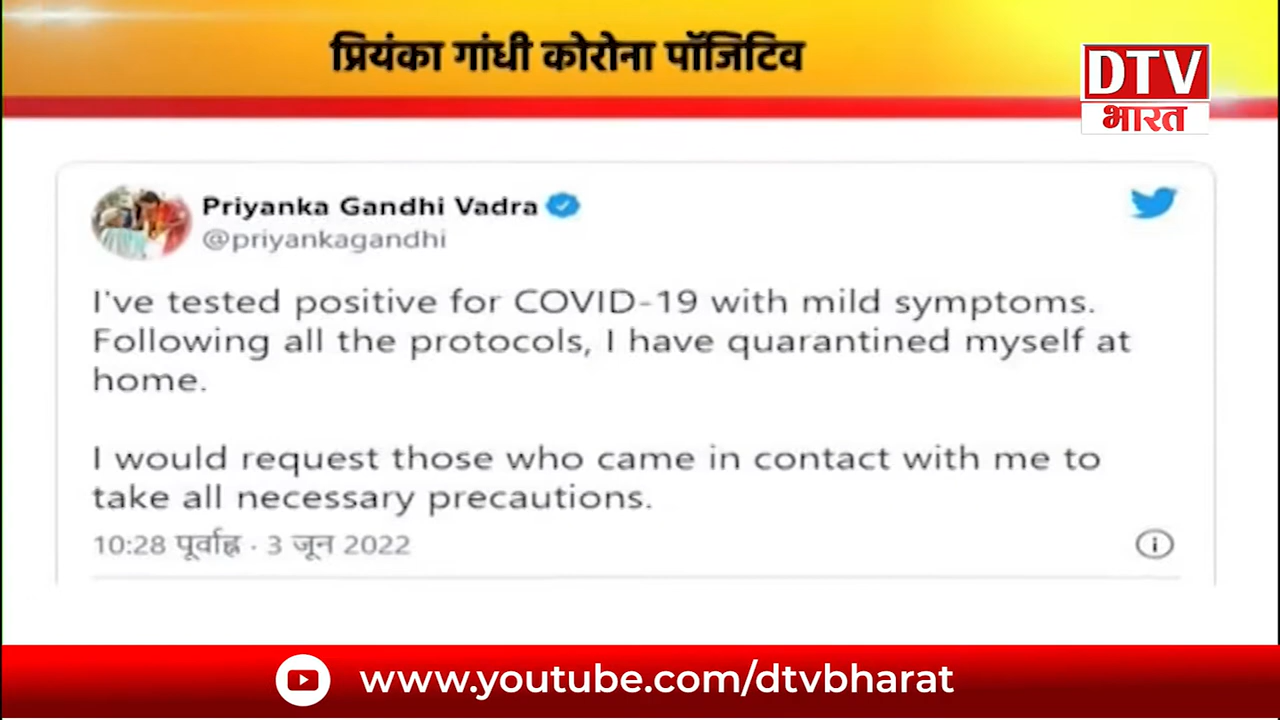 प्रियंका गांधी कोरोना पॉजिटिव
DTV
भारत
Priyanka Gandhi Vadra
@priyankagandhi
I've tested positive for COVID-19 with mild symptoms.
Following all the protocols, I have quarantined myself at
home.
I would request those who came in contact with me to
take all necessary precautions.
10:28 पूर्वाह्न · 3 जून 2022
www.youtube.com/dtvbharat